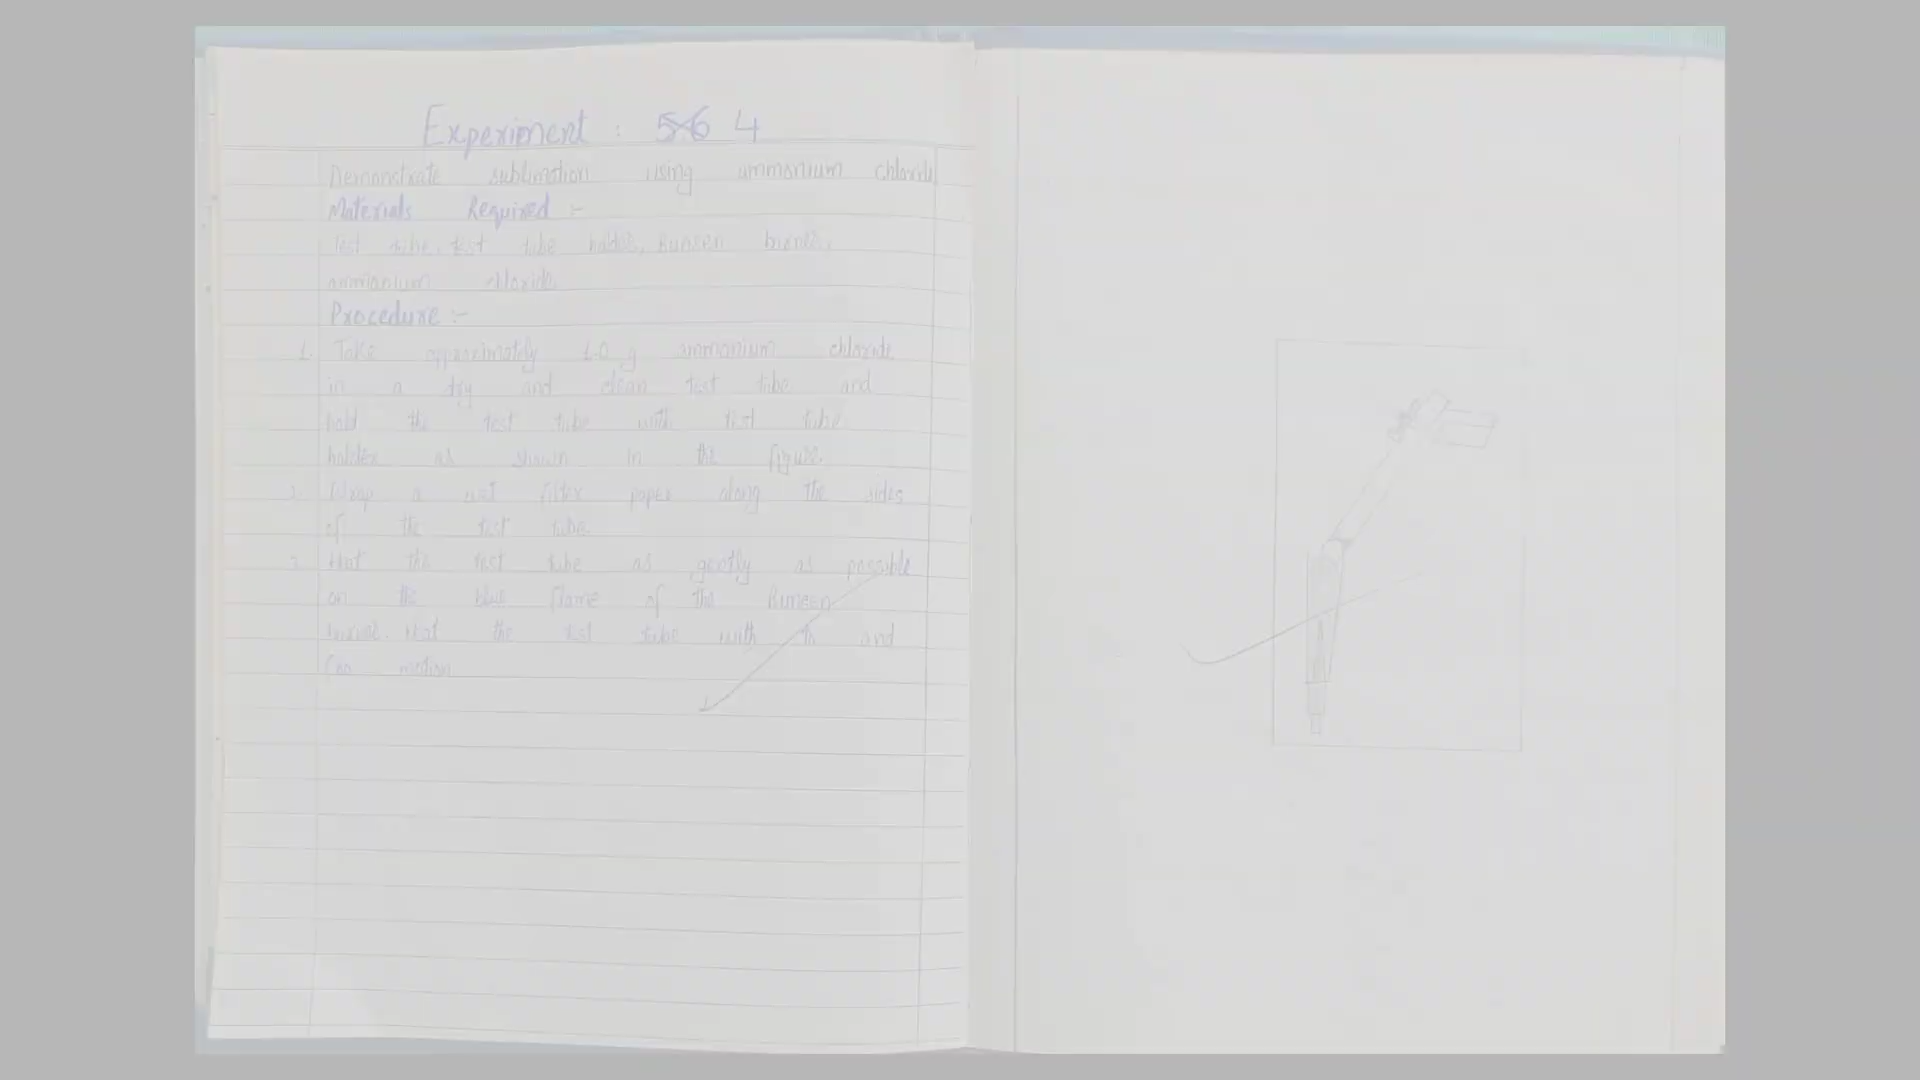 Experiment : 4
Demonstrate sublimation using ammonium chloride
Materials Required :-
Test tube, test tube holder, Bunsen
ammonium chloride
Procedure :-
1. Take approximately 1.0 g ammonium chloride
in a dry and clean test tube and
hold the test tube with test tube
holder as shown in the figure.
2. Wrap a wet filter paper along the sides
of the test tube
3. Heat the test tube as gently as possible
on the blue flame of the Bunsen
Heat the test tube with to and
motion